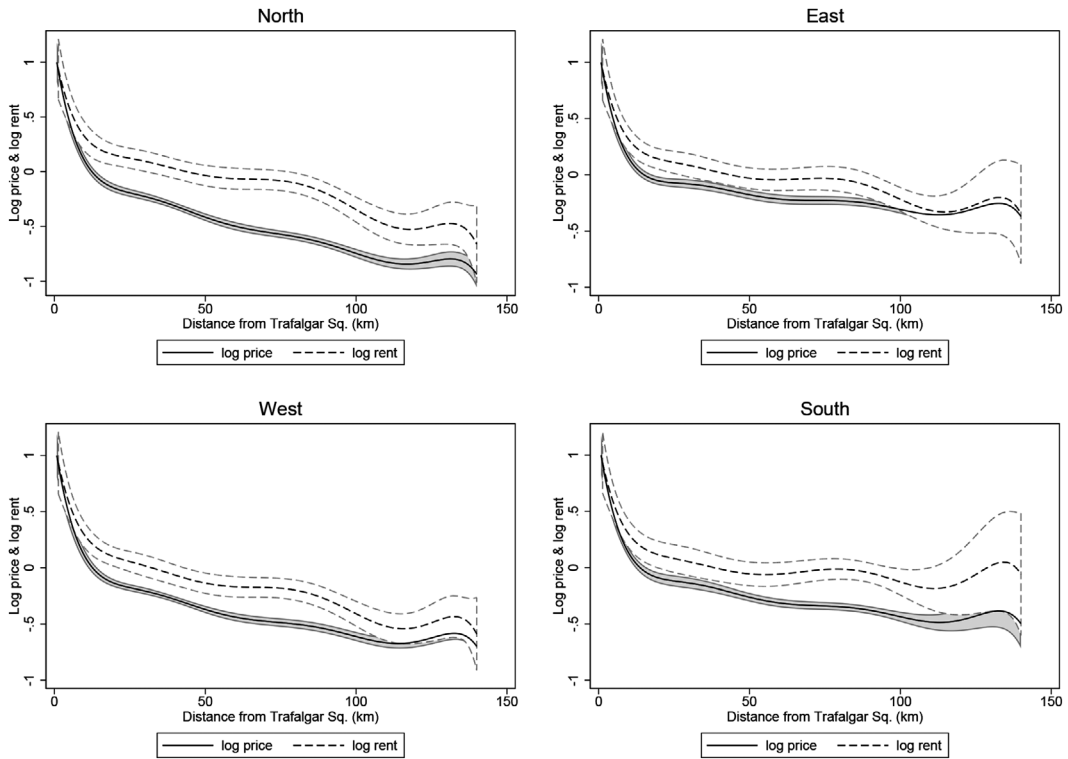 North
Log price & log rent
1
.5
0
-.5
-1
0 50 100 150
Distance from Trafalgar Sq. (km)
log price log rent
East
Log price & log rent
1
.5
0
-.5
-1
0 50 100 150
Distance from Trafalgar Sq. (km)
log price log rent
West
Log price & log rent
1
.5
0
-.5
-1
0 50 100 150
Distance from Trafalgar Sq. (km)
log price log rent
South
Log price & log rent
1
.5
0
-.5
-1
0 50 100 150
Distance from Trafalgar Sq. (km)
log price log rent